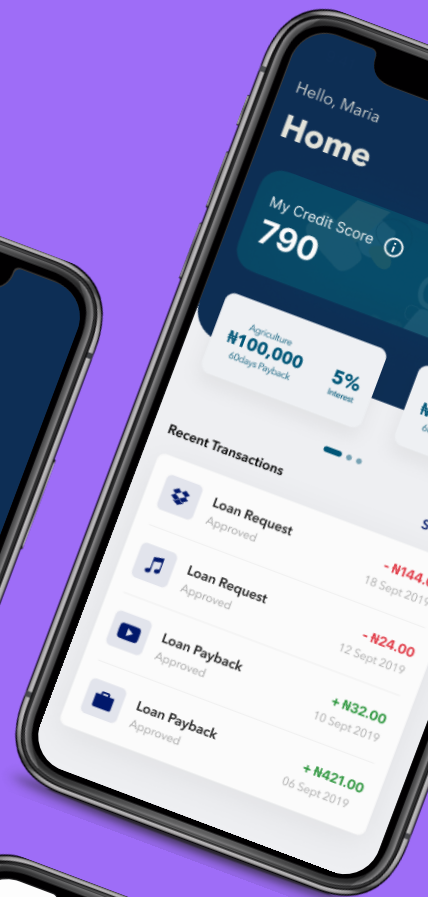 Hello, Maria
Home
My Credit Score
790
Agriculture
₦100,000
60days Payback
5%
Interest
Recent Transactions
Loan Request
Approved
18 Sept 2019
Loan Request
Approved
- ₦24.00
12 Sept 2019
Loan Payback
Approved
+ ₦32.00
10 Sept 2019
Loan Payback
Approved
+ ₦421.00
06 Sept 2019